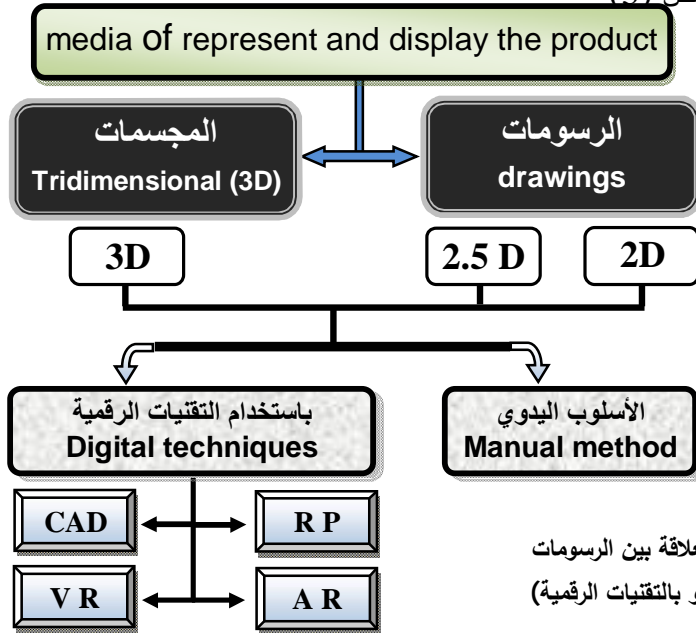 media of represent and display the product
المجسمات
Tridimensional (3D)
الرسومات
drawings
3D
2.5 D
2D
باستخدام التقنيات الرقمية
Digital techniques
الأسلوب اليدوي
Manual method
CAD
R P
V R
A R
بين الرسومات
بالتقنيات الرقمية)